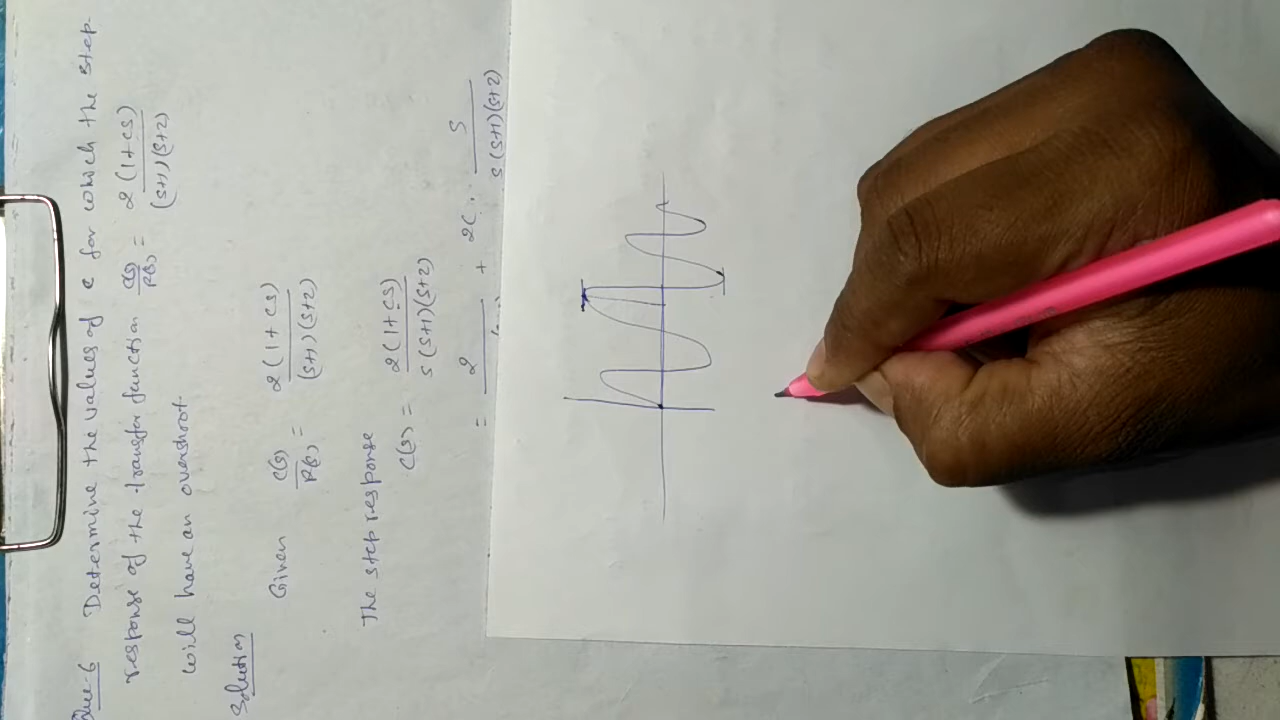 Que-6 Determine the values of c for which the step
response of the transfer function C(s)/R(s) = 2(1+cs)/(s+1)(s+2)
will have an overshoot.
Solution
Given C(s)/R(s) = 2(1+cs)/(s+1)(s+2)
The step response
C(s) = 2(1+cs)/s(s+1)(s+2)
= 2/ + 2C. s/s(s+1)(s+2)